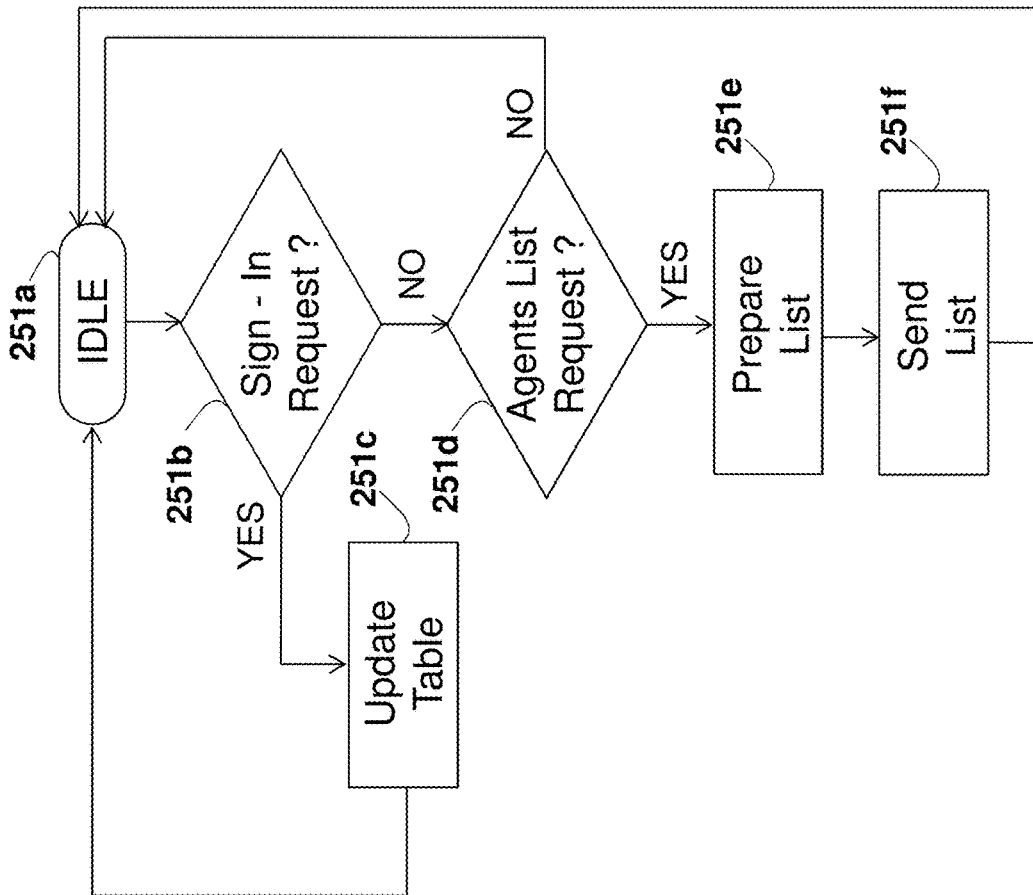 251a
IDLE
251b
Sign - In
Request ?
YES
NO
251c
Update
Table
251d
Agents List
Request ?
NO
YES
251e
Prepare
List
251f
Send
List